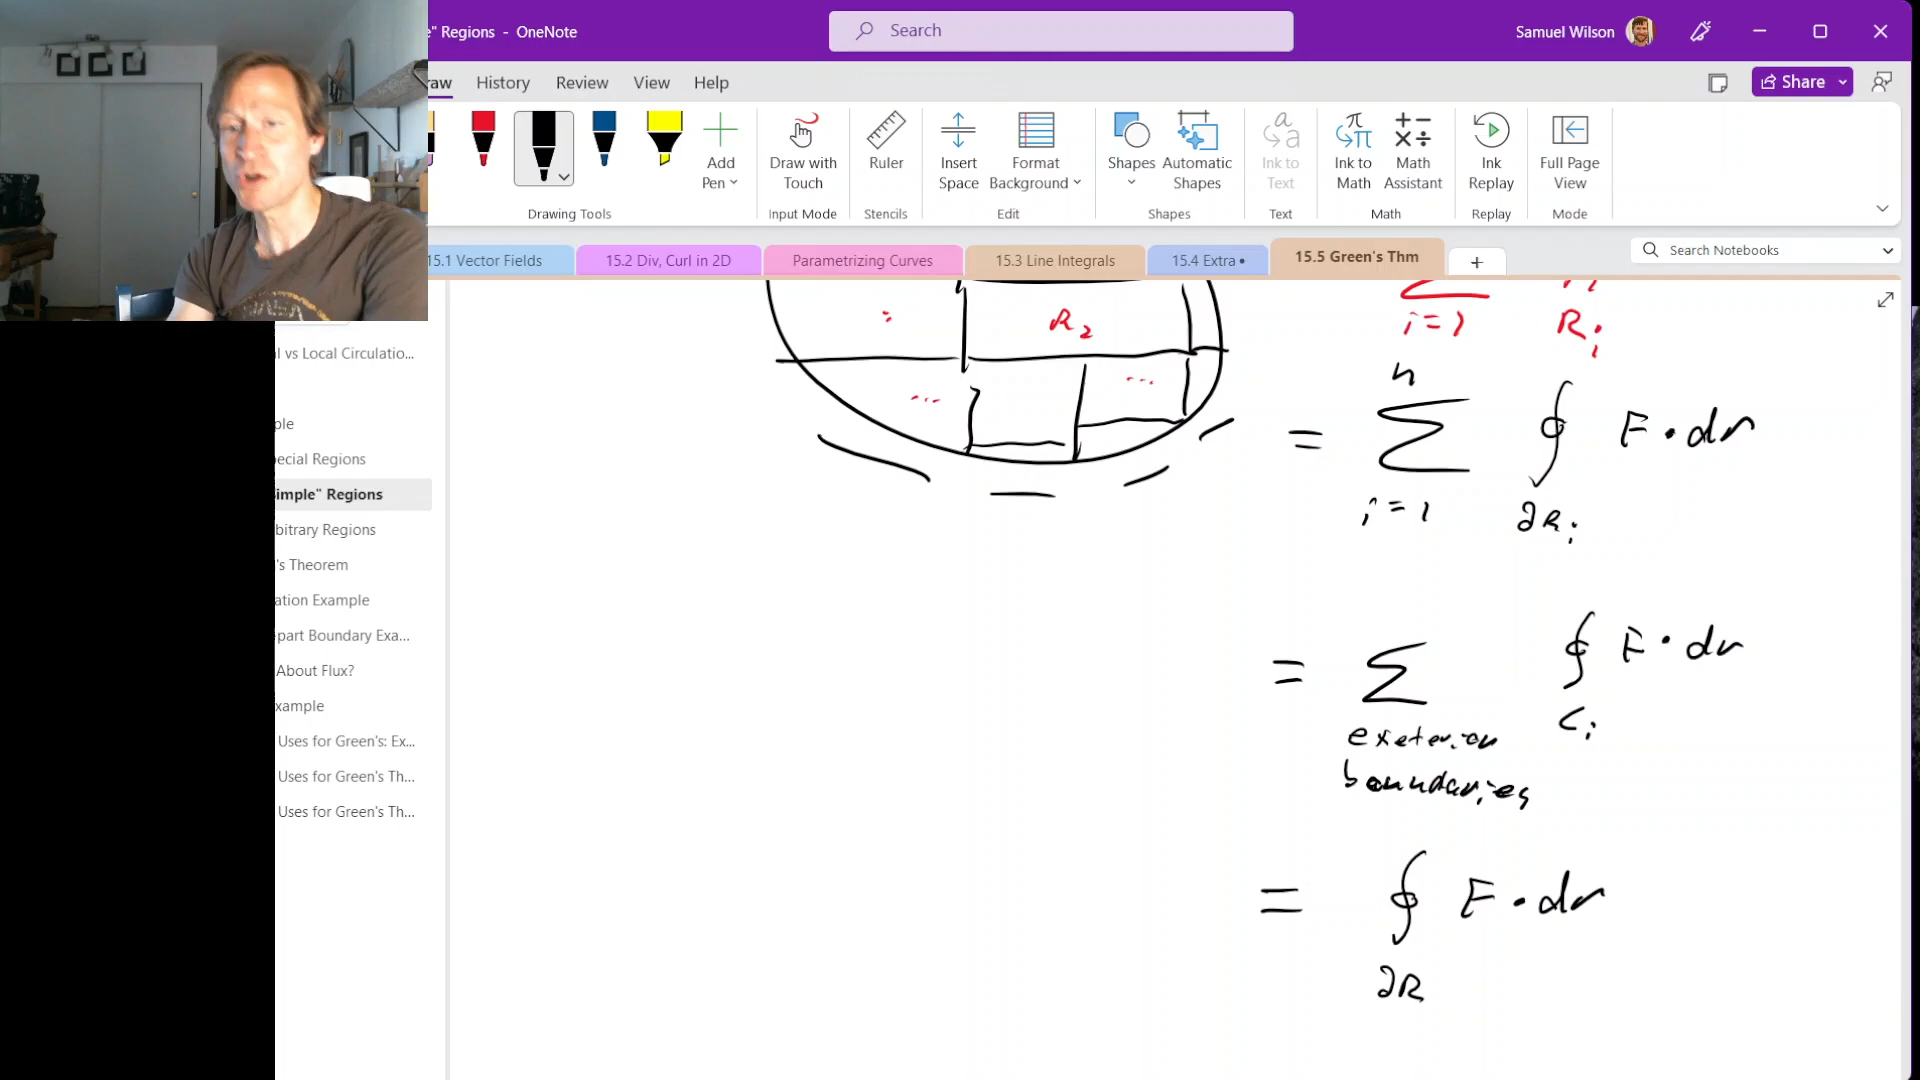 e" Regions - OneNote
Search
Samuel Wilson
raw
History
Review
View
Help
Share
Add Pen
Draw with Touch
Ruler
Insert Space
Format Background
Shapes
Automatic Shapes
Ink to Text
Ink to Math
Math Assistant
Ink Replay
Full Page View
Drawing Tools
Input Mode
Stencils
Edit
Shapes
Text
Math
Replay
Mode
15.1 Vector Fields
15.2 Div, Curl in 2D
Parametrizing Curves
15.3 Line Integrals
15.4 Extra •
15.5 Green's Thm
+
Search Notebooks
al vs Local Circulatio...
ple
pecial Regions
Simple" Regions
bitrary Regions
's Theorem
ation Example
-part Boundary Exa...
About Flux?
xample
Uses for Green's: Ex...
Uses for Green's Th...
Uses for Green's Th...
:
R₂
...
...
i=1 Rᵢ
n
= ∑ ∮ F · dr
i=1 ∂Rᵢ
= ∑ ∮ F · dr
exterior Cᵢ
boundaries
= ∮ F · dr
∂R